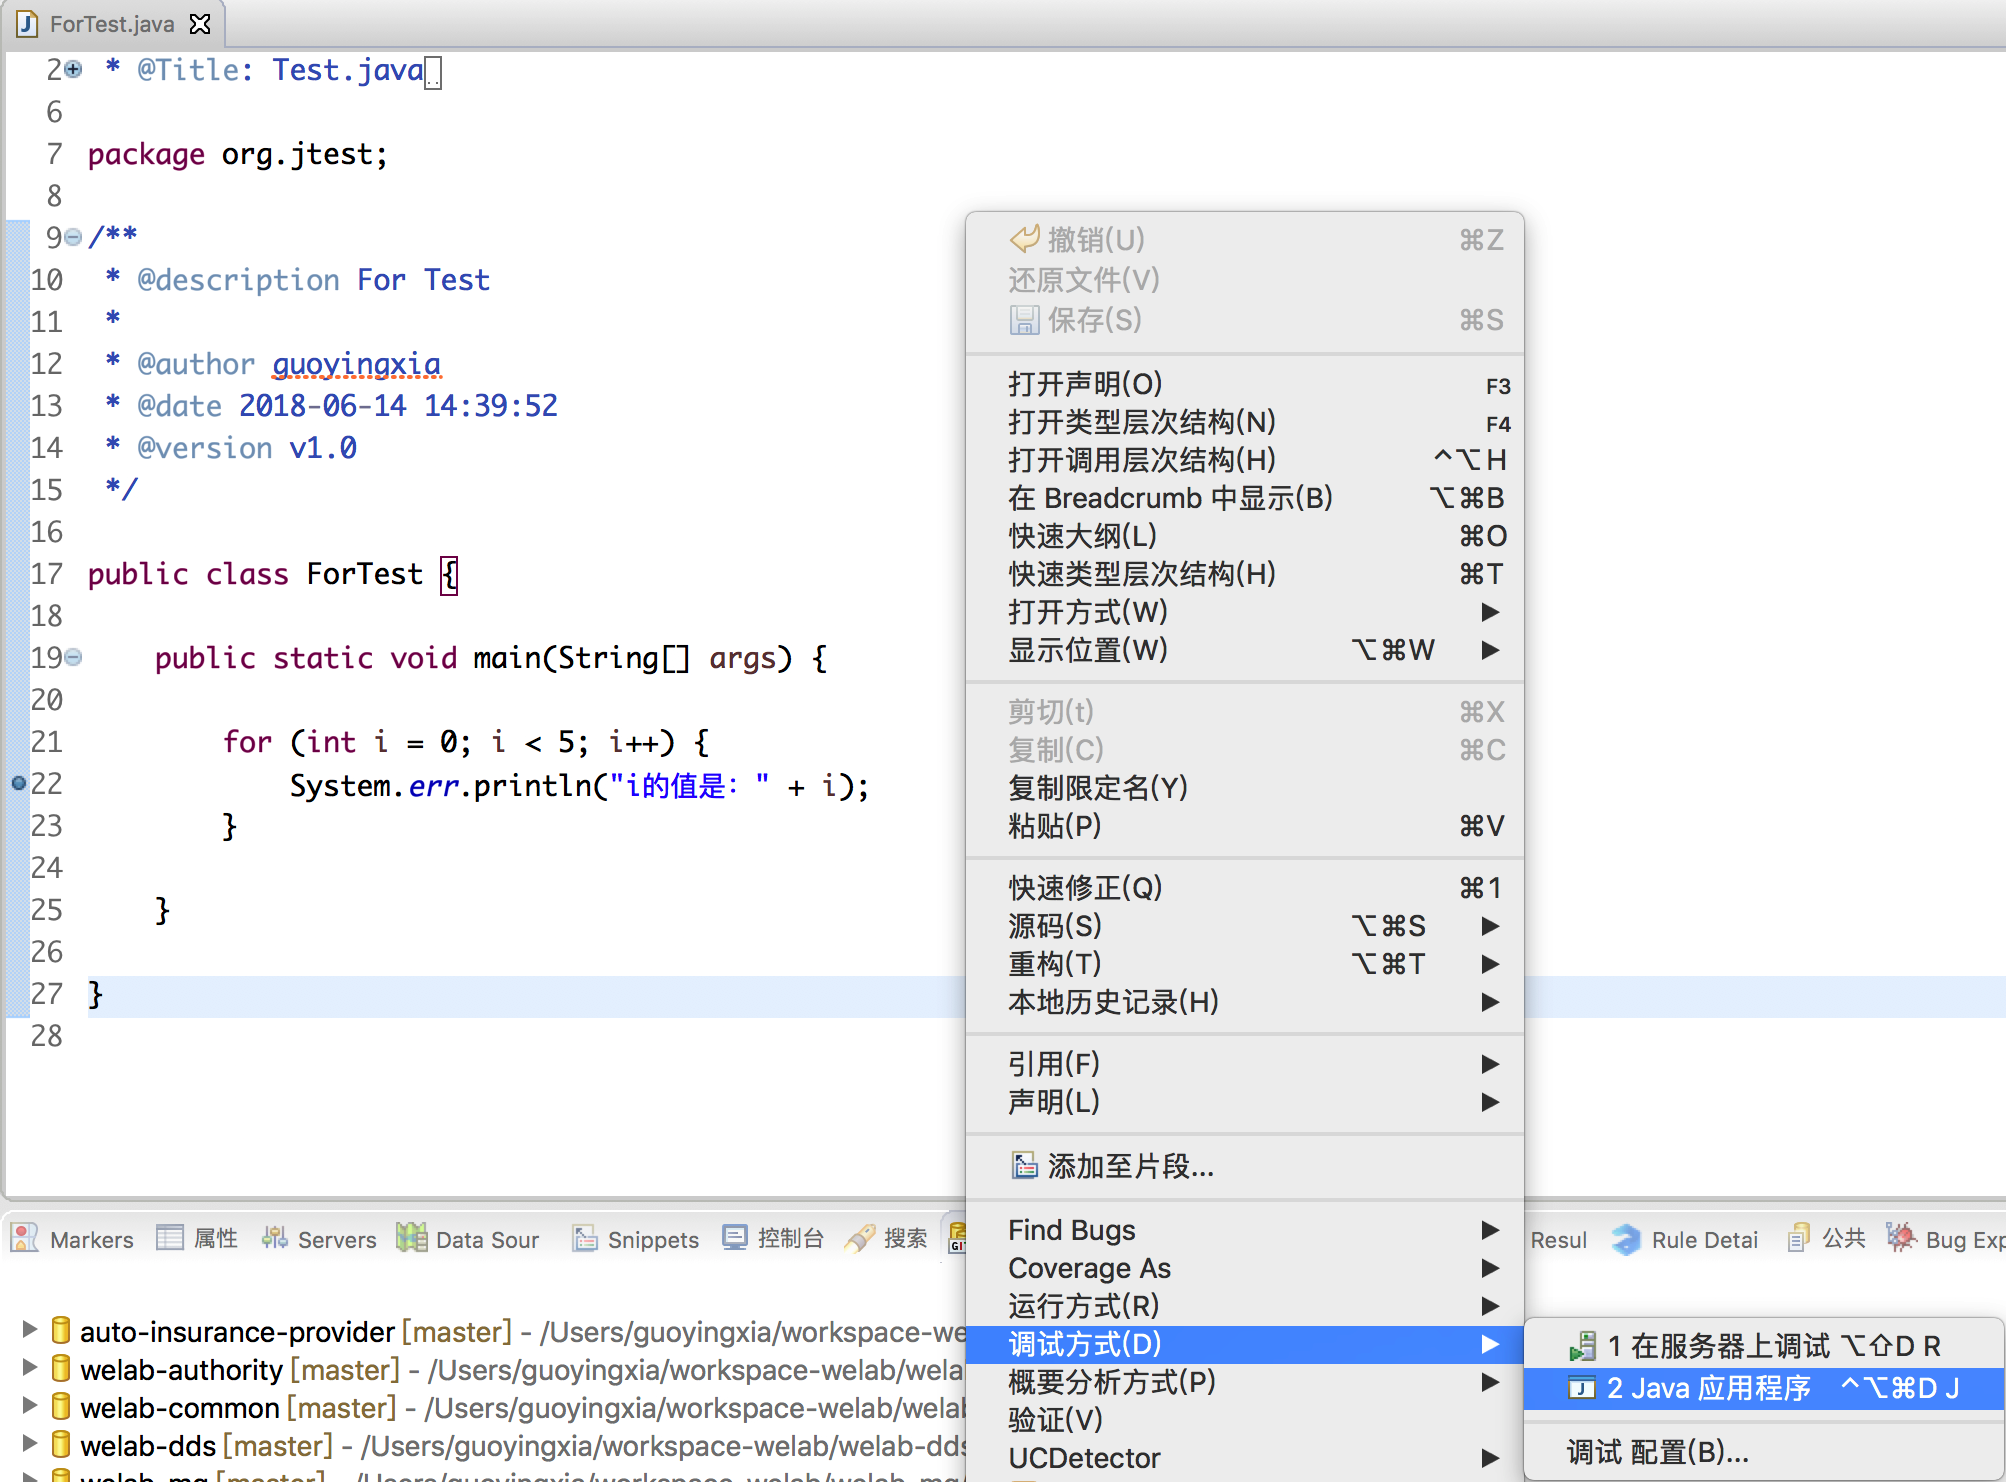 ForTest.java
2 * @Title: Test.java
6
7 package org.jtest;
8
9 /**
10 * @description For Test
11 *
12 * @author guoyingxia
13 * @date 2018-06-14 14:39:52
14 * @version v1.0
15 */
16
17 public class ForTest {
18
19 public static void main(String[] args) {
20
21 for (int i = 0; i < 5; i++) {
22 System.err.println("i的值是：" + i);
23 }
24
25 }
26
27 }
28
撤销(U) ⌘Z
还原文件(V)
保存(S) ⌘S
打开声明(O) F3
打开类型层次结构(N) F4
打开调用层次结构(H) ^⌥H
在 Breadcrumb 中显示(B) ⌥⌘B
快速大纲(L) ⌘O
快速类型层次结构(H) ⌘T
打开方式(W)
显示位置(W) ⌥⌘W
剪切(t) ⌘X
复制(C) ⌘C
复制限定名(Y)
粘贴(P) ⌘V
快速修正(Q) ⌘1
源码(S) ⌥⌘S
重构(T) ⌥⌘T
本地历史记录(H)
引用(F)
声明(L)
添加至片段...
Find Bugs
Coverage As
运行方式(R)
调试方式(D)
概要分析方式(P)
验证(V)
UCDetector
1 在服务器上调试 ⌥⇧D R
2 Java 应用程序 ^⌥⌘D J
调试 配置(B)...
Markers 属性 Servers Data Sour Snippets 控制台 搜索 Resul Rule Detai 公共 Bug Exp
auto-insurance-provider [master] - /Users/guoyingxia/workspace-we
welab-authority [master] - /Users/guoyingxia/workspace-welab/wela
welab-common [master] - /Users/guoyingxia/workspace-welab/welab
welab-dds [master] - /Users/guoyingxia/workspace-welab/welab-dds